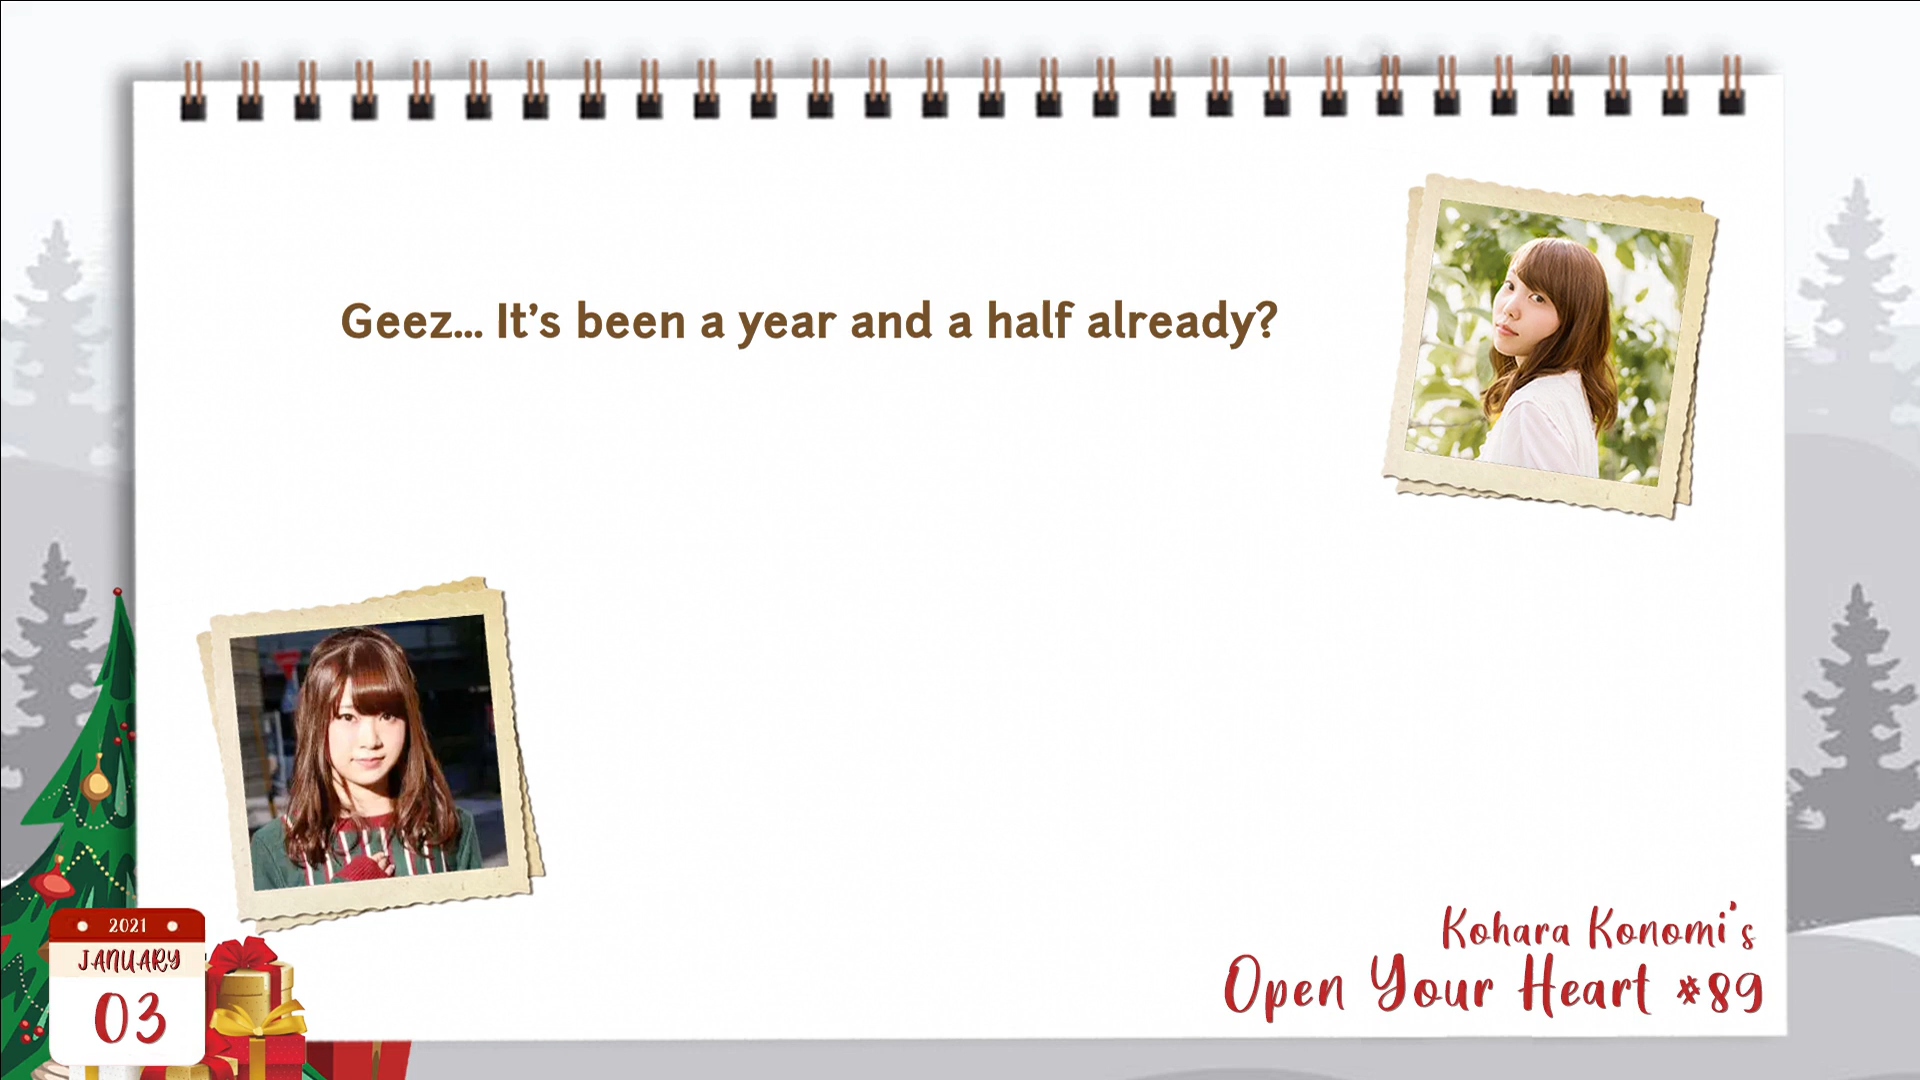 Geez... It's been a year and a half already?
2021
JANUARY
03
Kohara Konomi's
Open Your Heart #89